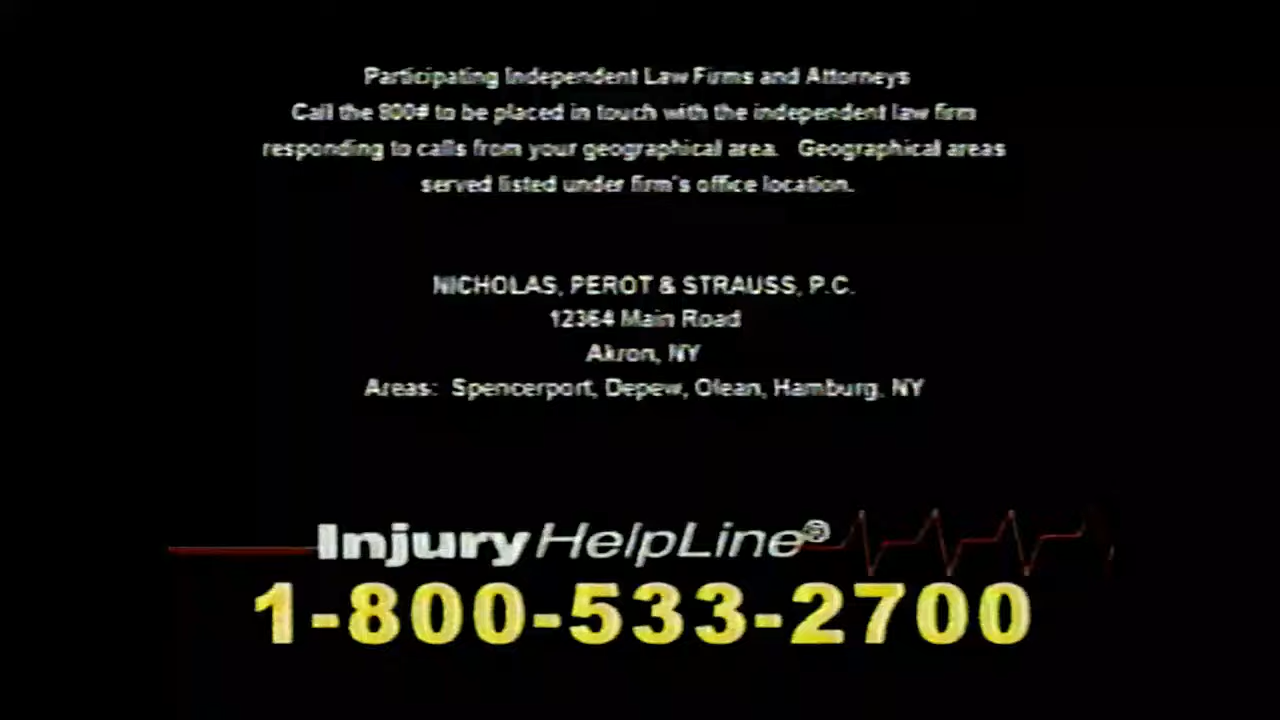 Participating Independent Law Firms and Attorneys
Call the 800# to be placed in touch with the independent law firm
responding to calls from your geographical area. Geographical areas
served listed under firm's office location.
NICHOLAS, PEROT & STRAUSS, P.C.
12364 Main Road
Akron, NY
Areas: Spencerport, Depew, Olean, Hamburg, NY
Injury HelpLine®
1-800-533-2700